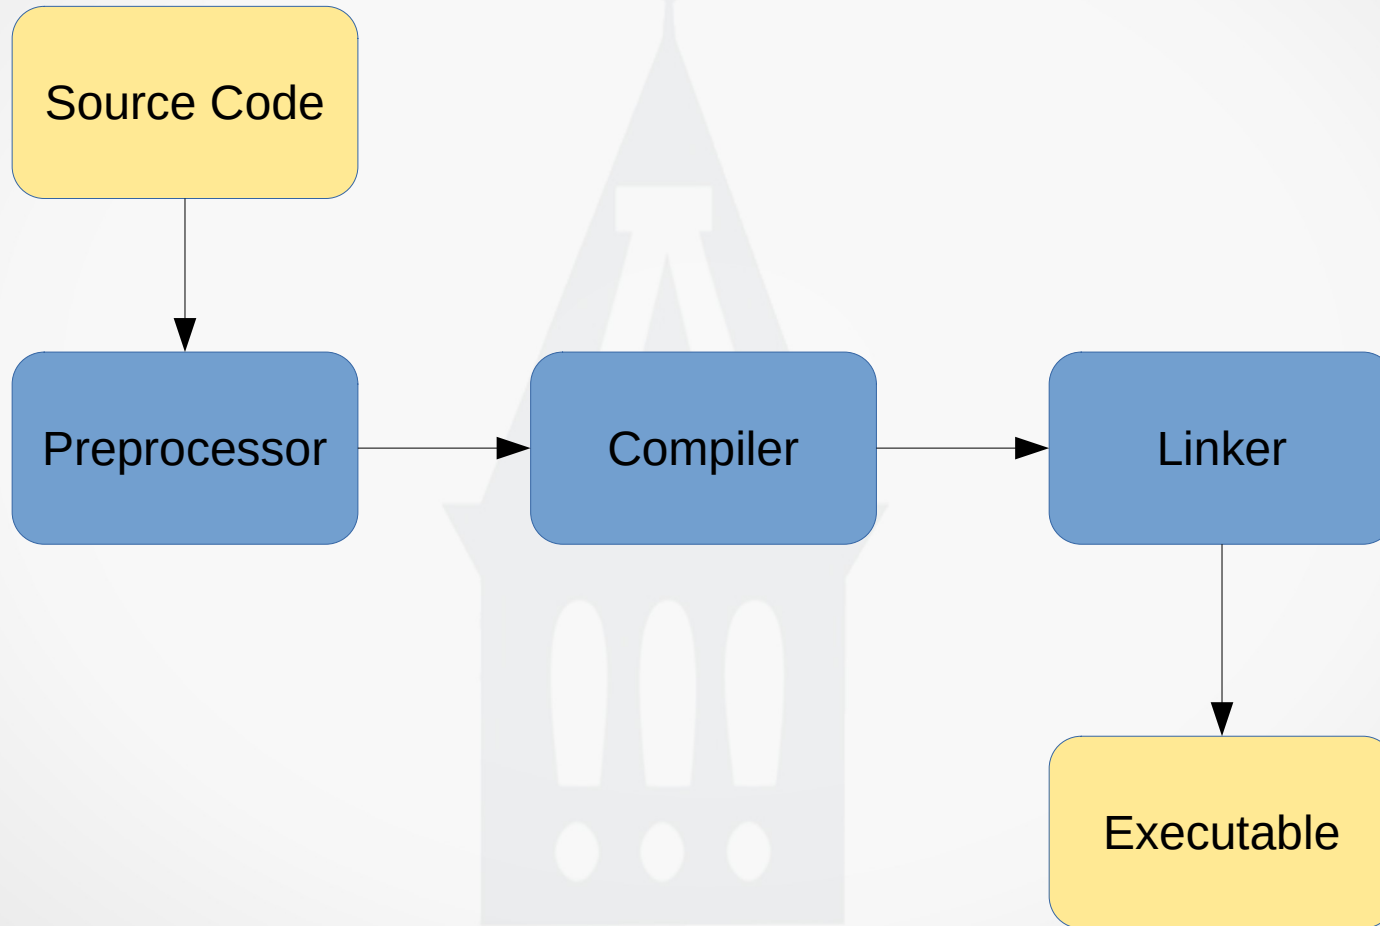 Source Code
Preprocessor
Compiler
Linker
Executable